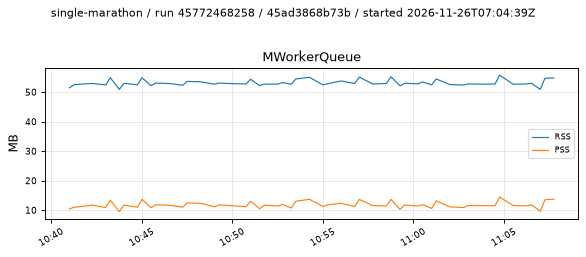 single-marathon / run 45772468258 / 45ad3868b73b / started 2026-11-26T07:04:39Z
MWorkerQueue
MB
50
40
30
20
10
RSS
PSS
10:40
10:45
10:50
10:55
11:00
11:05